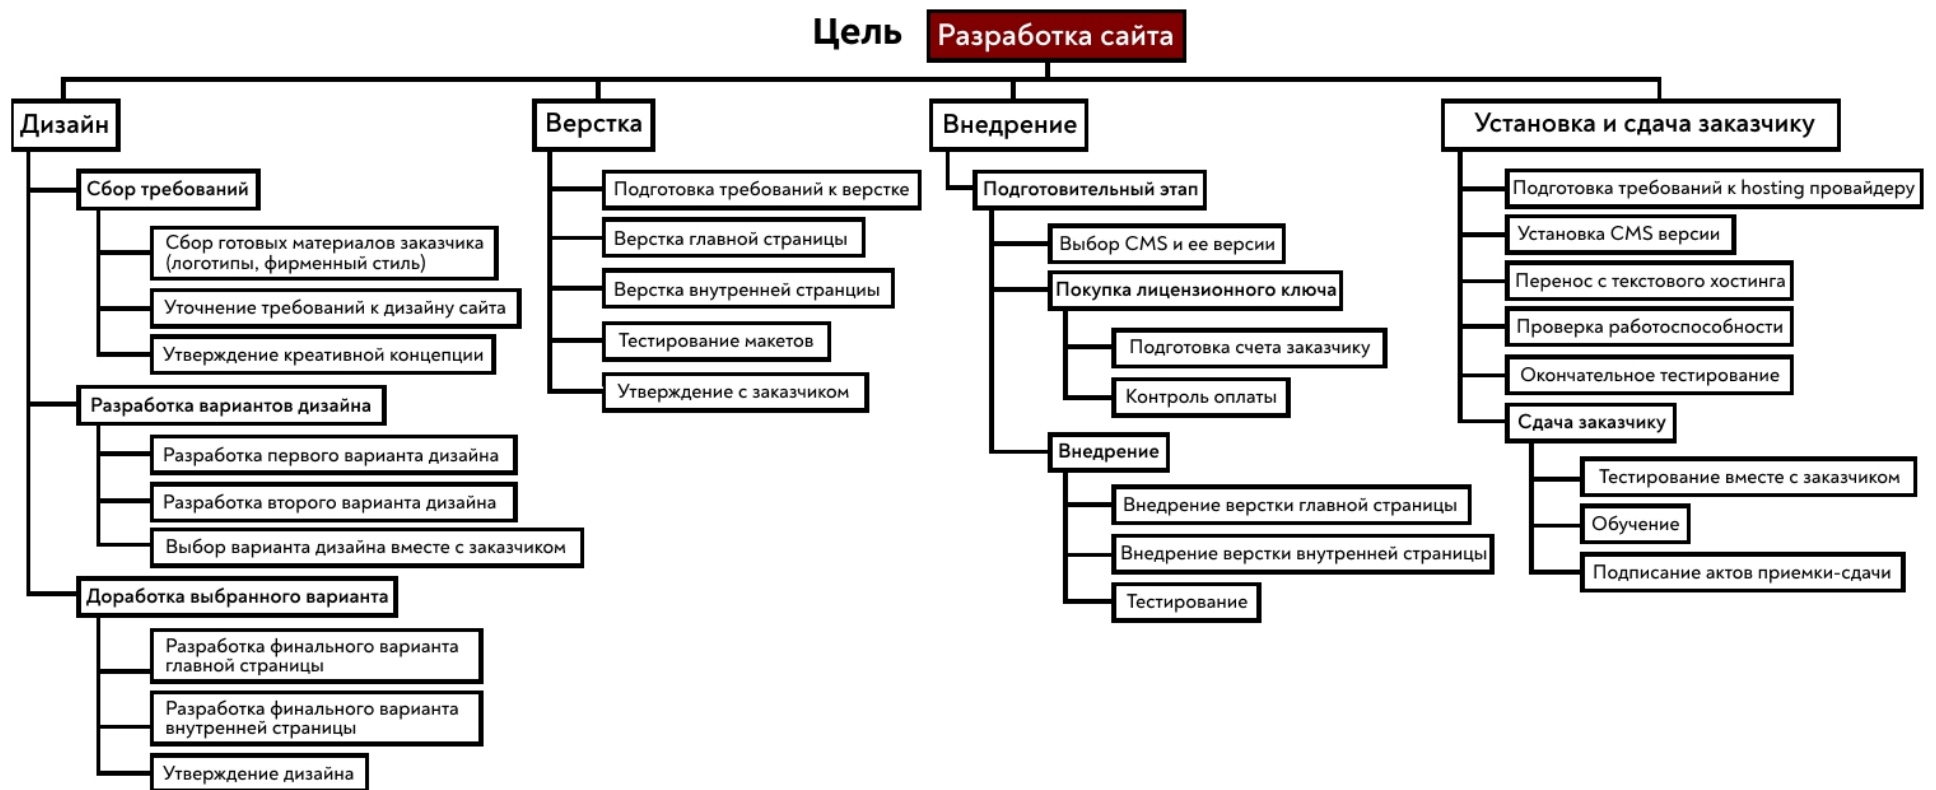 Цель
Разработка сайта
Дизайн
Сбор требований
Сбор готовых материалов заказчика
(логотипы, фирменный стиль)
Уточнение требований к дизайну сайта
Утверждение креативной концепции
Разработка вариантов дизайна
Разработка первого варианта дизайна
Разработка второго варианта дизайна
Выбор варианта дизайна вместе с заказчиком
Доработка выбранного варианта
Разработка финального варианта
главной страницы
Разработка финального варианта
внутренней страницы
Утверждение дизайна
Верстка
Подготовка требований к верстке
Верстка главной страницы
Верстка внутренней странциы
Тестирование макетов
Утверждение с заказчиком
Внедрение
Подготовительный этап
Выбор CMS и ее версии
Покупка лицензионного ключа
Подготовка счета заказчику
Контроль оплаты
Внедрение
Внедрение верстки главной страницы
Внедрение верстки внутренней страницы
Тестирование
Установка и сдача заказчику
Подготовка требований к hosting провайдеру
Установка CMS версии
Перенос с текстового хостинга
Проверка работоспособности
Окончательное тестирование
Сдача заказчику
Тестирование вместе с заказчиком
Обучение
Подписание актов приемки-сдачи